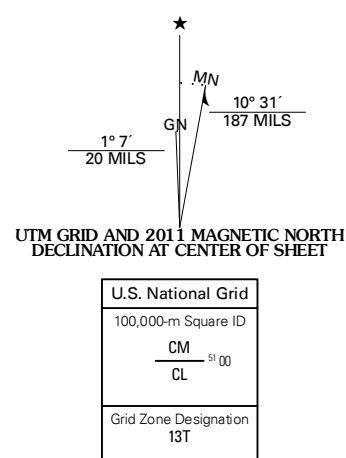 ★
MN
GN
10° 31´
187 MILS
1° 7´
20 MILS
UTM GRID AND 2011 MAGNETIC NORTH
DECLINATION AT CENTER OF SHEET
U.S. National Grid
100,000-m Square ID
CM
51 00
CL
Grid Zone Designation
13T